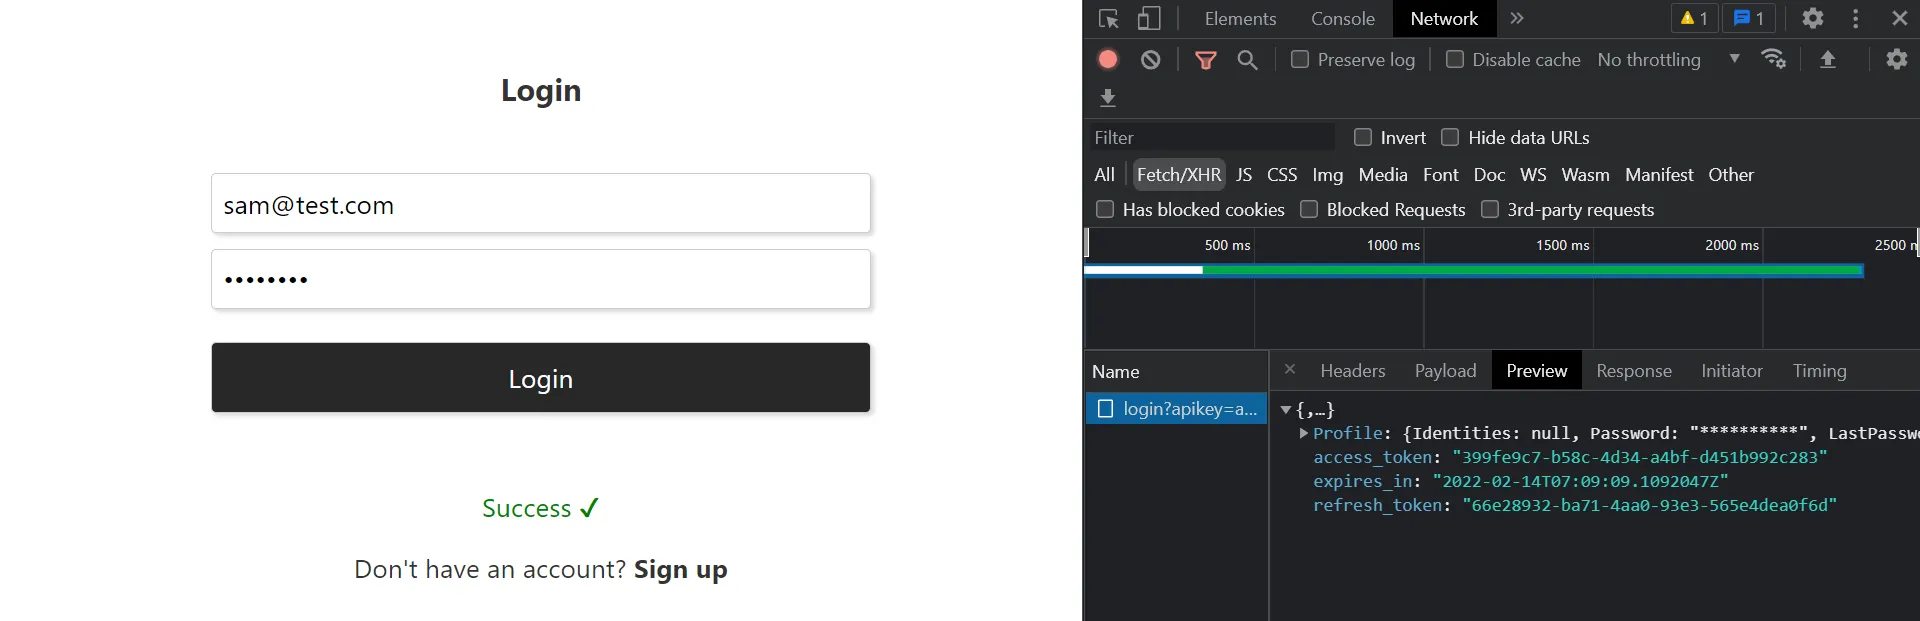 Login
sam@test.com
••••••••
Login
Success ✓
Don't have an account? Sign up
Elements Console Network »
1 1
Preserve log Disable cache No throttling
Filter Invert Hide data URLs
All Fetch/XHR JS CSS Img Media Font Doc WS Wasm Manifest Other
Has blocked cookies Blocked Requests 3rd-party requests
500 ms 1000 ms 1500 ms 2000 ms 2500 m
Name × Headers Payload Preview Response Initiator Timing
login?apikey=a...
{,…}
Profile: {Identities: null, Password: "**********", LastPassw
access_token: "399fe9c7-b58c-4d34-a4bf-d451b992c283"
expires_in: "2022-02-14T07:09:09.1092047Z"
refresh_token: "66e28932-ba71-4aa0-93e3-565e4dea0f6d"